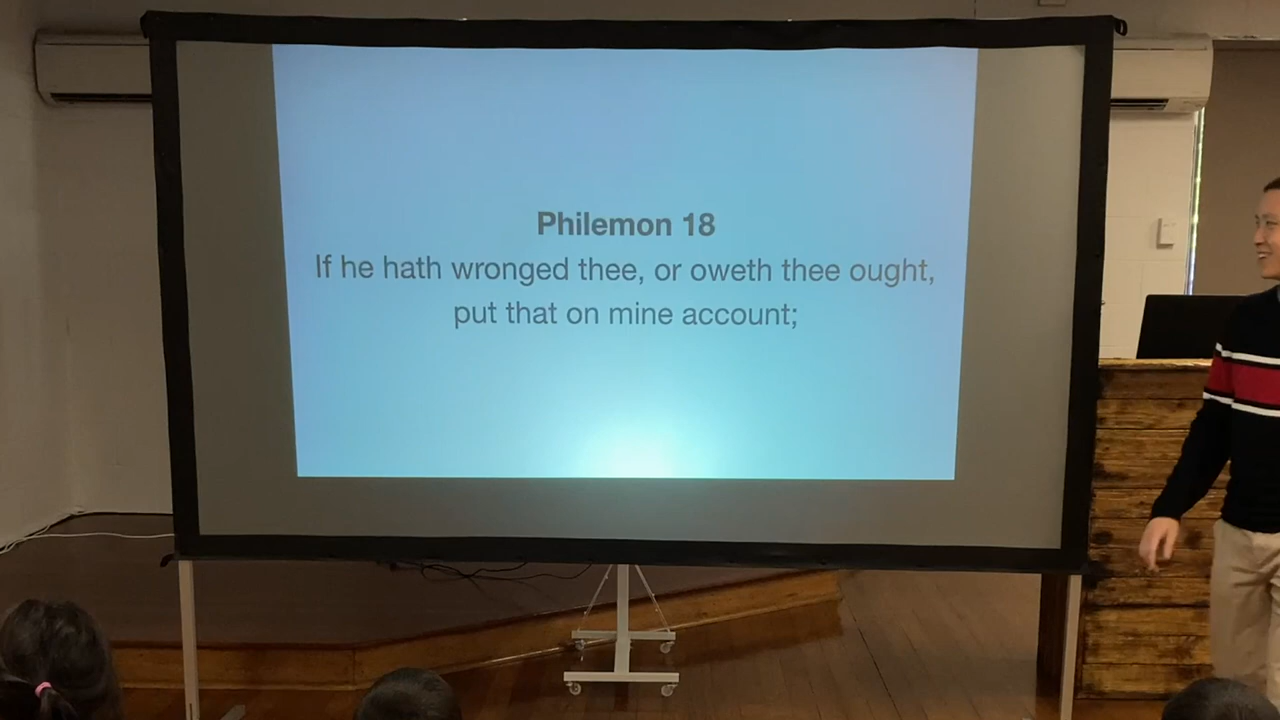 Philemon 18
If he hath wronged thee, or oweth thee ought,
put that on mine account;